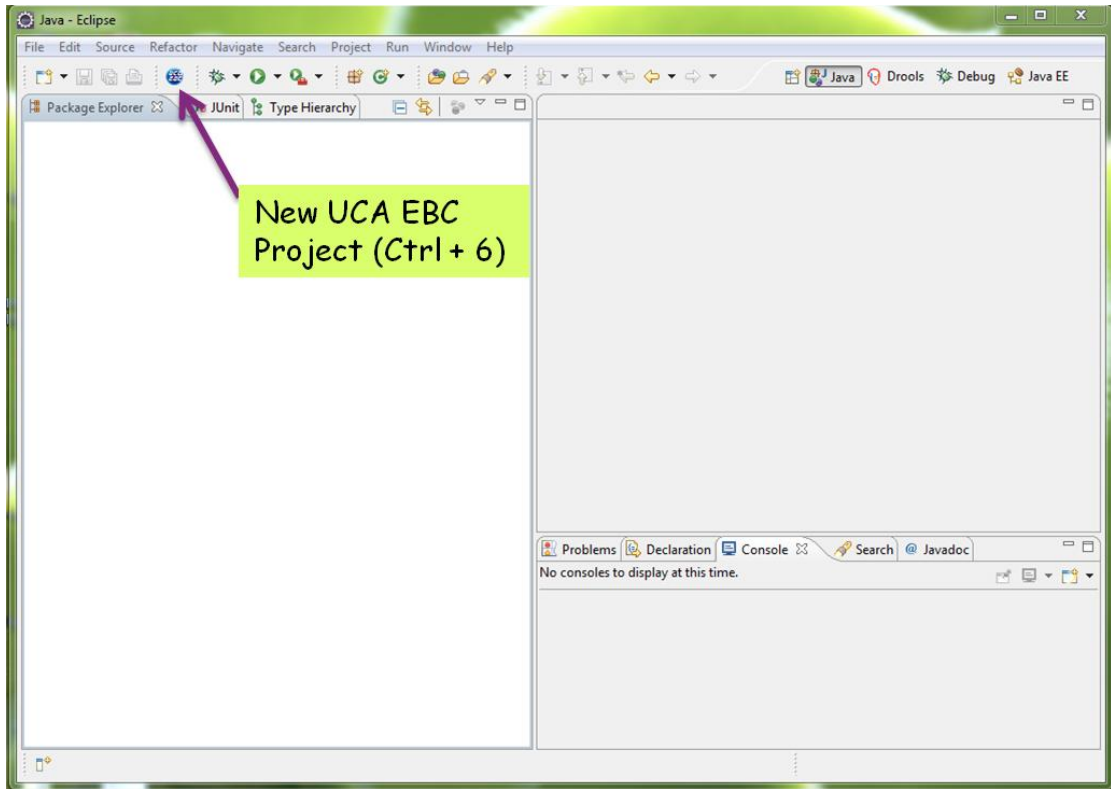 Java - Eclipse
File Edit Source Refactor Navigate Search Project Run Window Help
Java Drools Debug Java EE
Package Explorer JUnit Type Hierarchy
New UCA EBC
Project (Ctrl + 6)
Problems Declaration Console Search @ Javadoc
No consoles to display at this time.